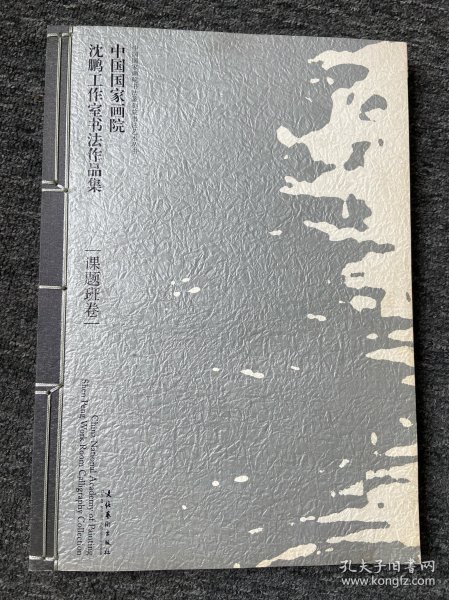 中国国家画院
沈鹏工作室书法作品集
课题班卷
China National Academy of Painting
Shen Peng Work Room Calligraphy Collection
文化艺术出版社
孔夫子旧书网
www.kongfz.com